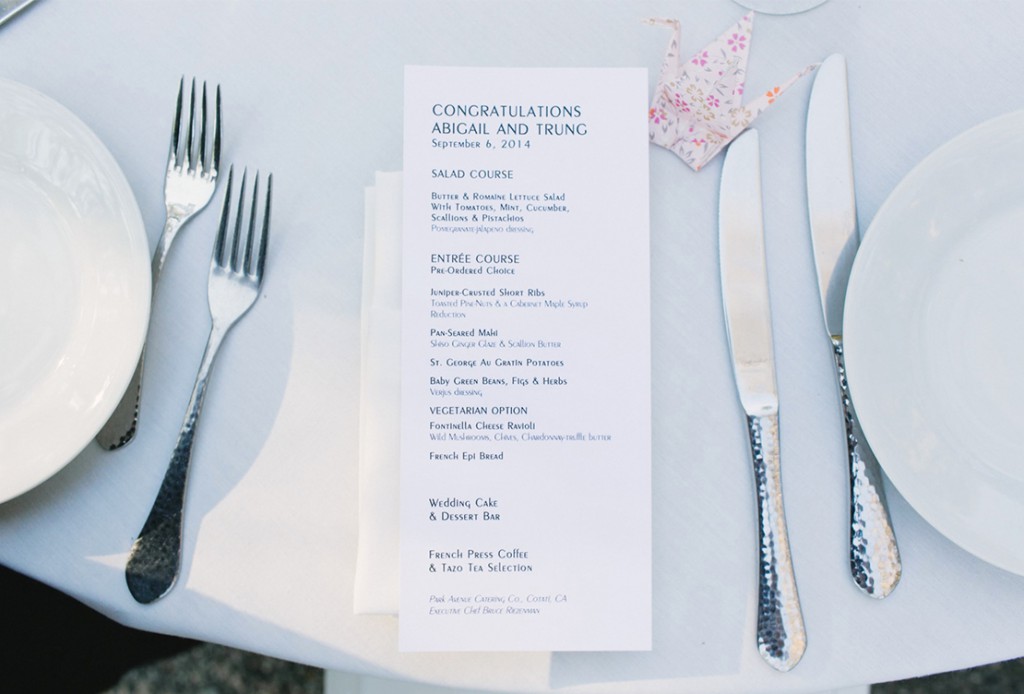 CONGRATULATIONS
ABIGAIL AND TRUNG
SEPTEMBER 6, 2014
SALAD COURSE
BUTTER & ROMAINE LETTUCE SALAD
WITH TOMATOES, MINT, CUCUMBER,
SCALLIONS & PISTACHIOS
POMEGRANATE-JALAPENO DRESSING
ENTRÉE COURSE
PRE-ORDERED CHOICE
JUNIPER-CRUSTED SHORT RIBS
TOASTED PINE-NUTS & A CABERNET MAPLE SYRUP
REDUCTION
PAN-SEARED MAHI
SHISO GINGER GLAZE & SCALLION BUTTER
ST. GEORGE AU GRATIN POTATOES
BABY GREEN BEANS, FIGS & HERBS
VERJUS DRESSING
VEGETARIAN OPTION
FONTINELLA CHEESE RAVIOLI
WILD MUSHROOMS, CHIVES, CHARDONNAY-TRUFFLE BUTTER
FRENCH EPI BREAD
WEDDING CAKE
& DESSERT BAR
FRENCH PRESS COFFEE
& TAZO TEA SELECTION
PARK AVENUE CATERING CO., COTATI, CA
EXECUTIVE CHEF BRUCE RIEZENMAN